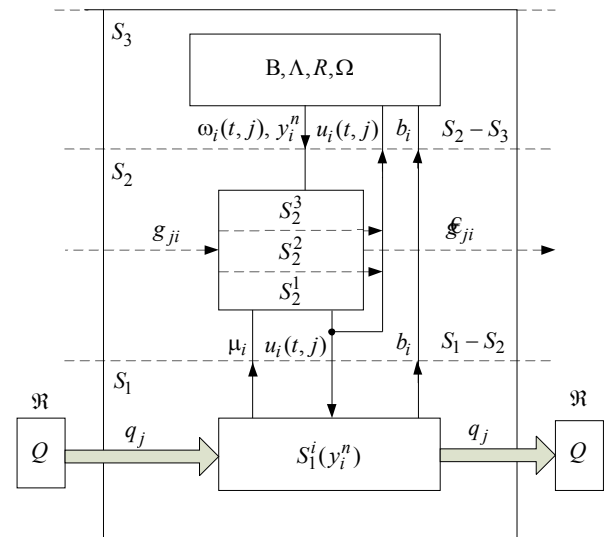 S₃
B, Λ, R, Ω
ωᵢ(t, j), yᵢⁿ uᵢ(t, j) bᵢ S₂ – S₃
S₂
S₂³
gⱼᵢ S₂²
S₂¹
μᵢ uᵢ(t, j) bᵢ S₁ – S₂
S₁
ℜ ℜ
Q qⱼ S₁ⁱ(yᵢⁿ) qⱼ Q